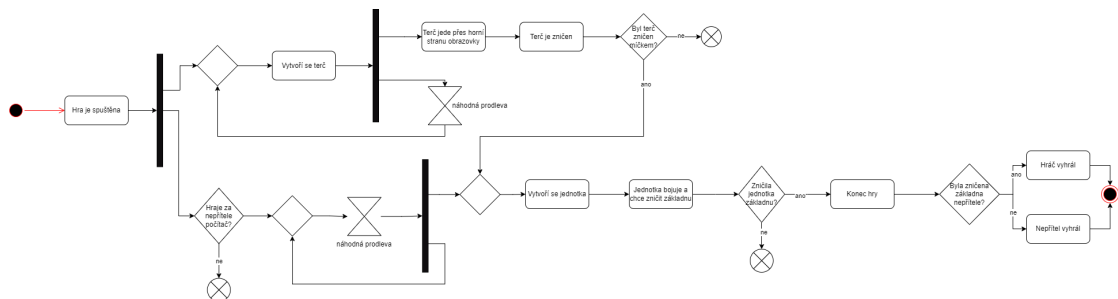 Hra je spuštěna
Vytvoří se terč
Terč jede přes horní
stranu obrazovky
Terč je zničen
Byl terč
zničen
míčkem?
ne
ano
náhodná prodleva
Hraje za
nepřítele
počítač?
ne
náhodná prodleva
Vytvoří se jednotka
Jednotka bojuje a
chce zničit základnu
Zničila
jednotka
základnu?
ano
ne
Konec hry
Byla zničena
základna
nepřítele?
ano
ne
Hráč vyhrál
Nepřítel vyhrál